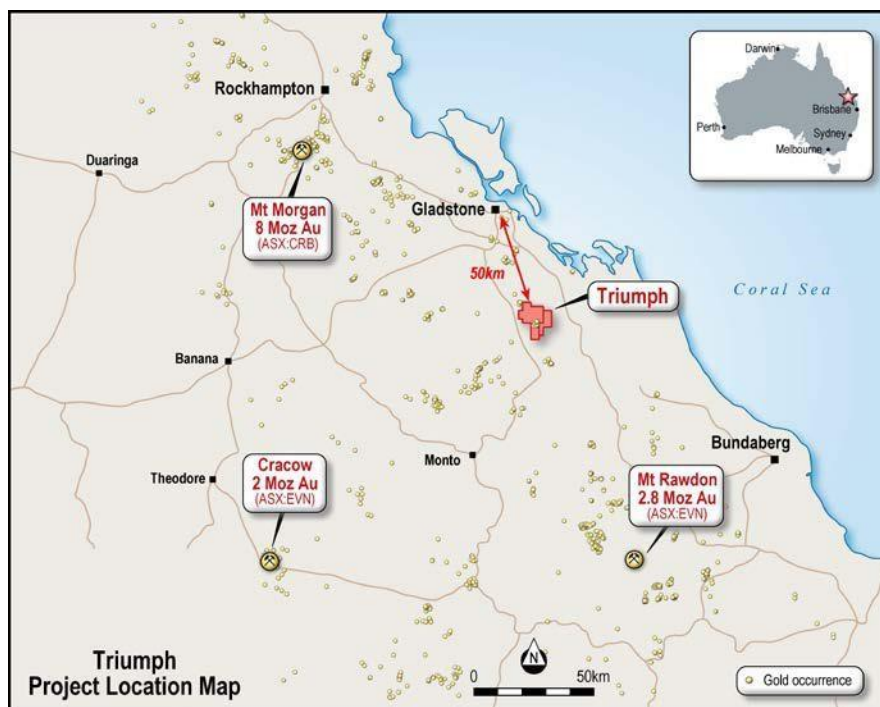 Darwin
Brisbane
Perth
Sydney
Melbourne
Rockhampton
Duaringa
Mt Morgan
8 Moz Au
(ASX:CRB)
Gladstone
50km
Triumph
Coral Sea
Banana
Bundaberg
Monto
Cracow
2 Moz Au
(ASX:EVN)
Theodore
Mt Rawdon
2.8 Moz Au
(ASX:EVN)
Triumph
Project Location Map
N
0 50km
Gold occurrence